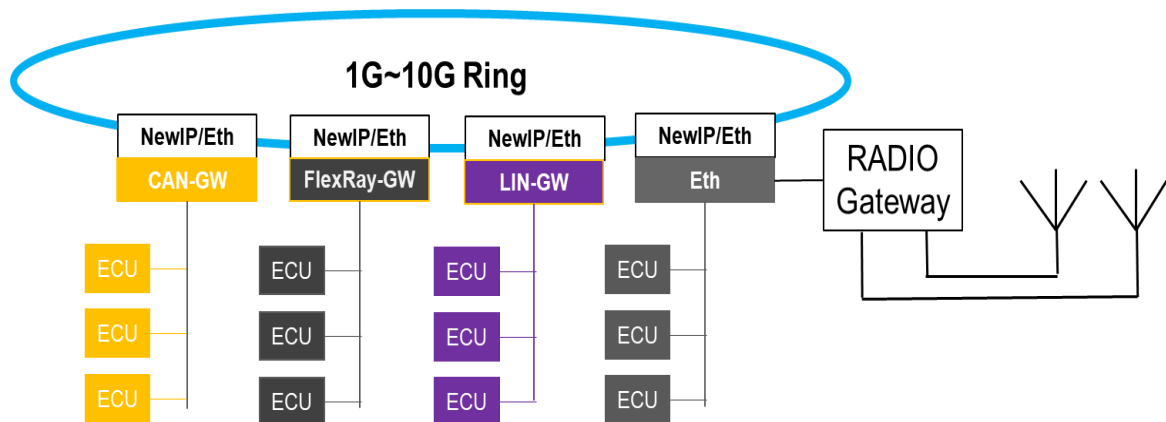 1G~10G Ring
NewIP/Eth
NewIP/Eth
NewIP/Eth
NewIP/Eth
CAN-GW
FlexRay-GW
LIN-GW
Eth
RADIO
Gateway
ECU
ECU
ECU
ECU
ECU
ECU
ECU
ECU
ECU
ECU
ECU
ECU